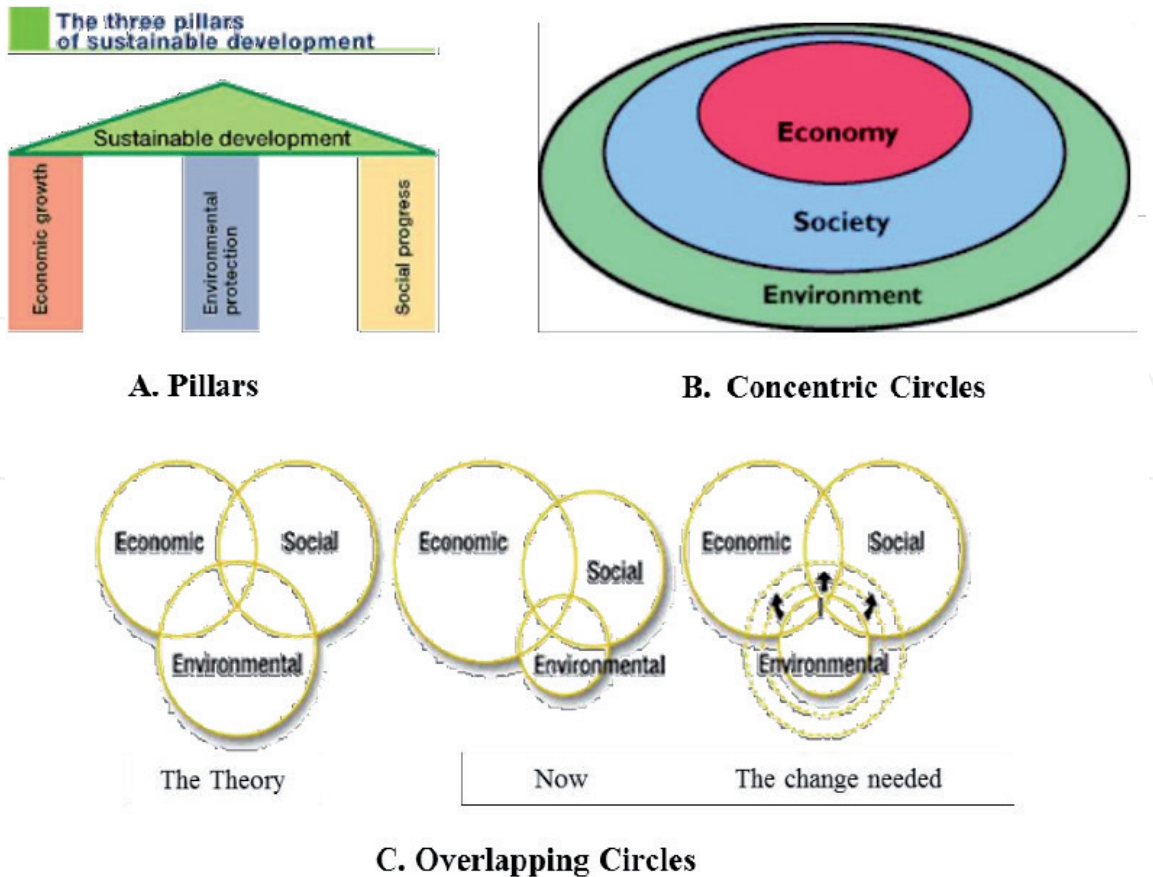 The three pillars
of sustainable development
Sustainable development
Economic growth
Environmental
protection
Social progress
A. Pillars
Economy
Society
Environment
B. Concentric Circles
Economic
Social
Environmental
The Theory
Economic
Social
Environmental
Now
Economic
Social
Environmental
The change needed
C. Overlapping Circles